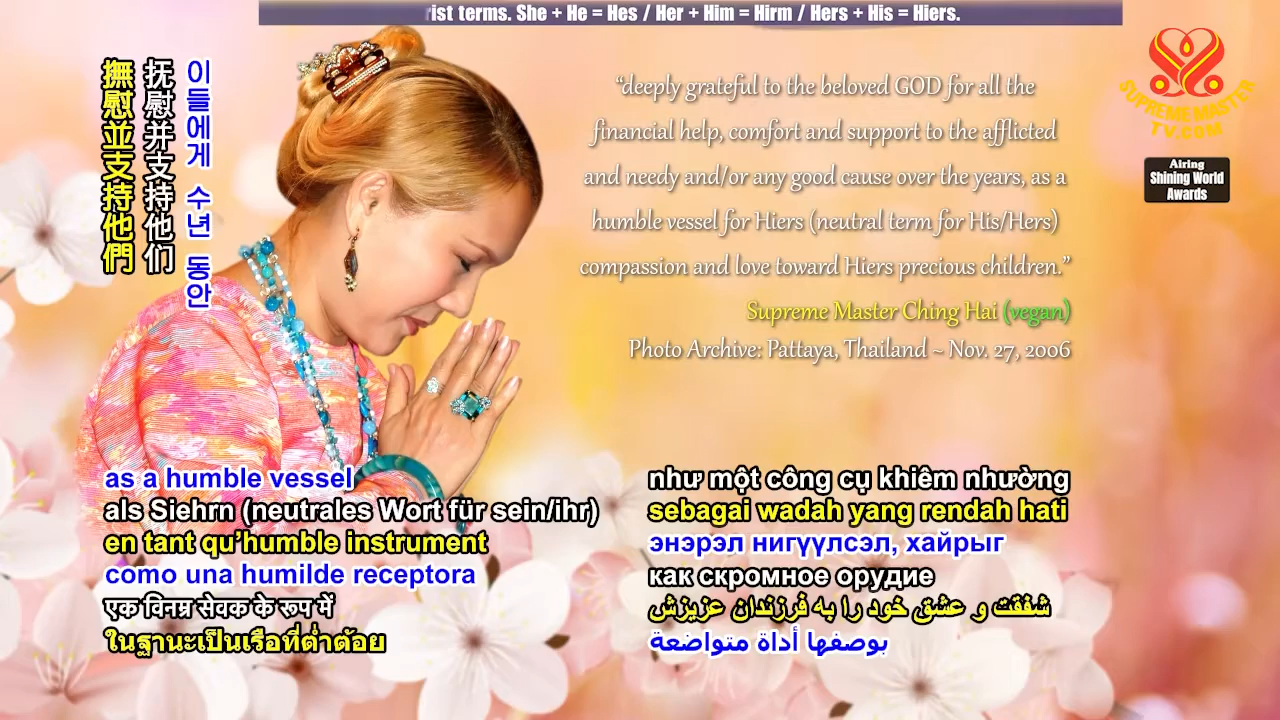 rist terms. She + He = Hes / Her + Him = Hirm / Hers + His = Hiers.
SUPREME MASTER
TV.COM
Airing
Shining World
Awards
撫慰並支持他們
抚慰并支持他们
이들에게 수년 동안
“deeply grateful to the beloved GOD for all the
financial help, comfort and support to the afflicted
and needy and/or any good cause over the years, as a
humble vessel for Hiers (neutral term for His/Hers)
compassion and love toward Hiers precious children.”
Supreme Master Ching Hai (vegan)
Photo Archive: Pattaya, Thailand ~ Nov. 27, 2006
as a humble vessel
als Siehrn (neutrales Wort für sein/ihr)
en tant qu’humble instrument
como una humilde receptora
एक विनम्र सेवक के रूप में
ในฐานะเป็นเรือที่ต่ำต้อย
như một công cụ khiêm nhường
sebagai wadah yang rendah hati
энэрэл нигүүлсэл, хайрыг
как скромное орудие
شفقت و عشق خود را به فرزندان عزیزش
بوصفها أداة متواضعة